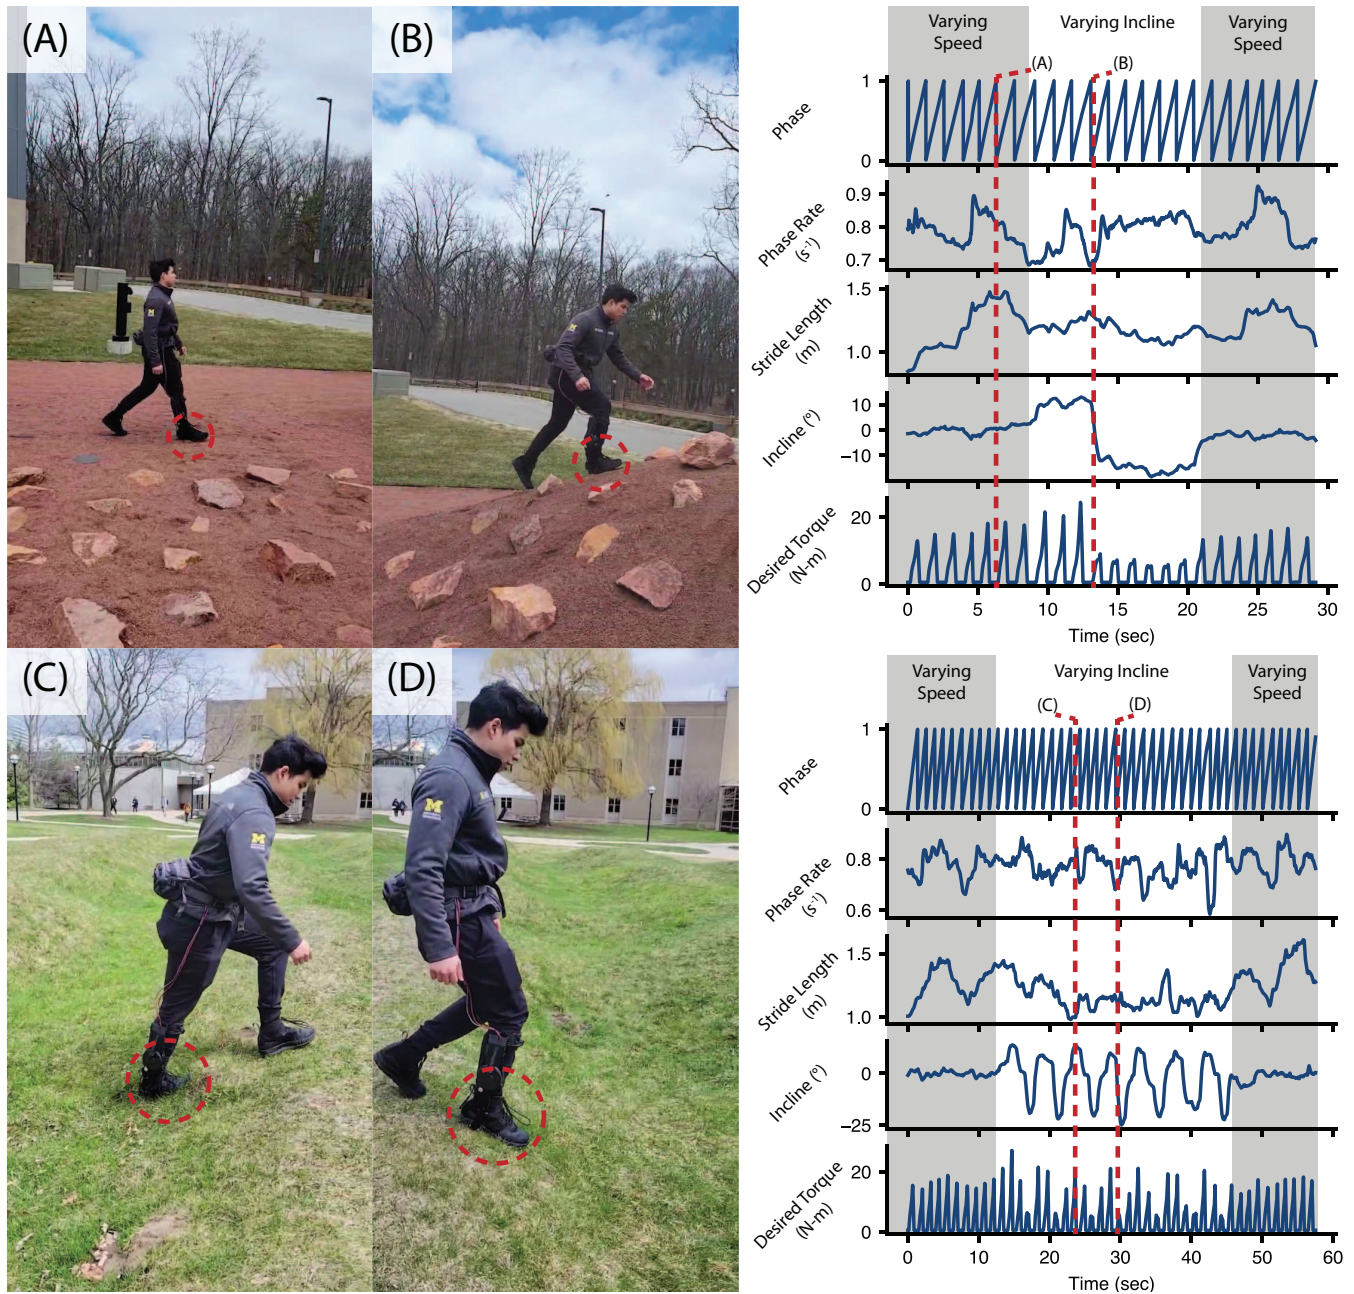 (A)
(B)
M
M
Varying
Speed
Varying Incline
Varying
Speed
(A)
(B)
Phase
1
0
Phase Rate
(s⁻¹)
0.9
0.8
0.7
Stride Length
(m)
1.5
1.0
Incline (°)
10
0
−10
Desired Torque
(N-m)
20
0
0 5 10 15 20 25 30
Time (sec)
(C)
(D)
M
M
Varying
Speed
Varying Incline
Varying
Speed
(C)
(D)
Phase
1
0
Phase Rate
(s⁻¹)
0.8
0.6
Stride Length
(m)
1.5
1.0
Incline (°)
0
−25
Desired Torque
(N-m)
20
0
0 10 20 30 40 50 60
Time (sec)